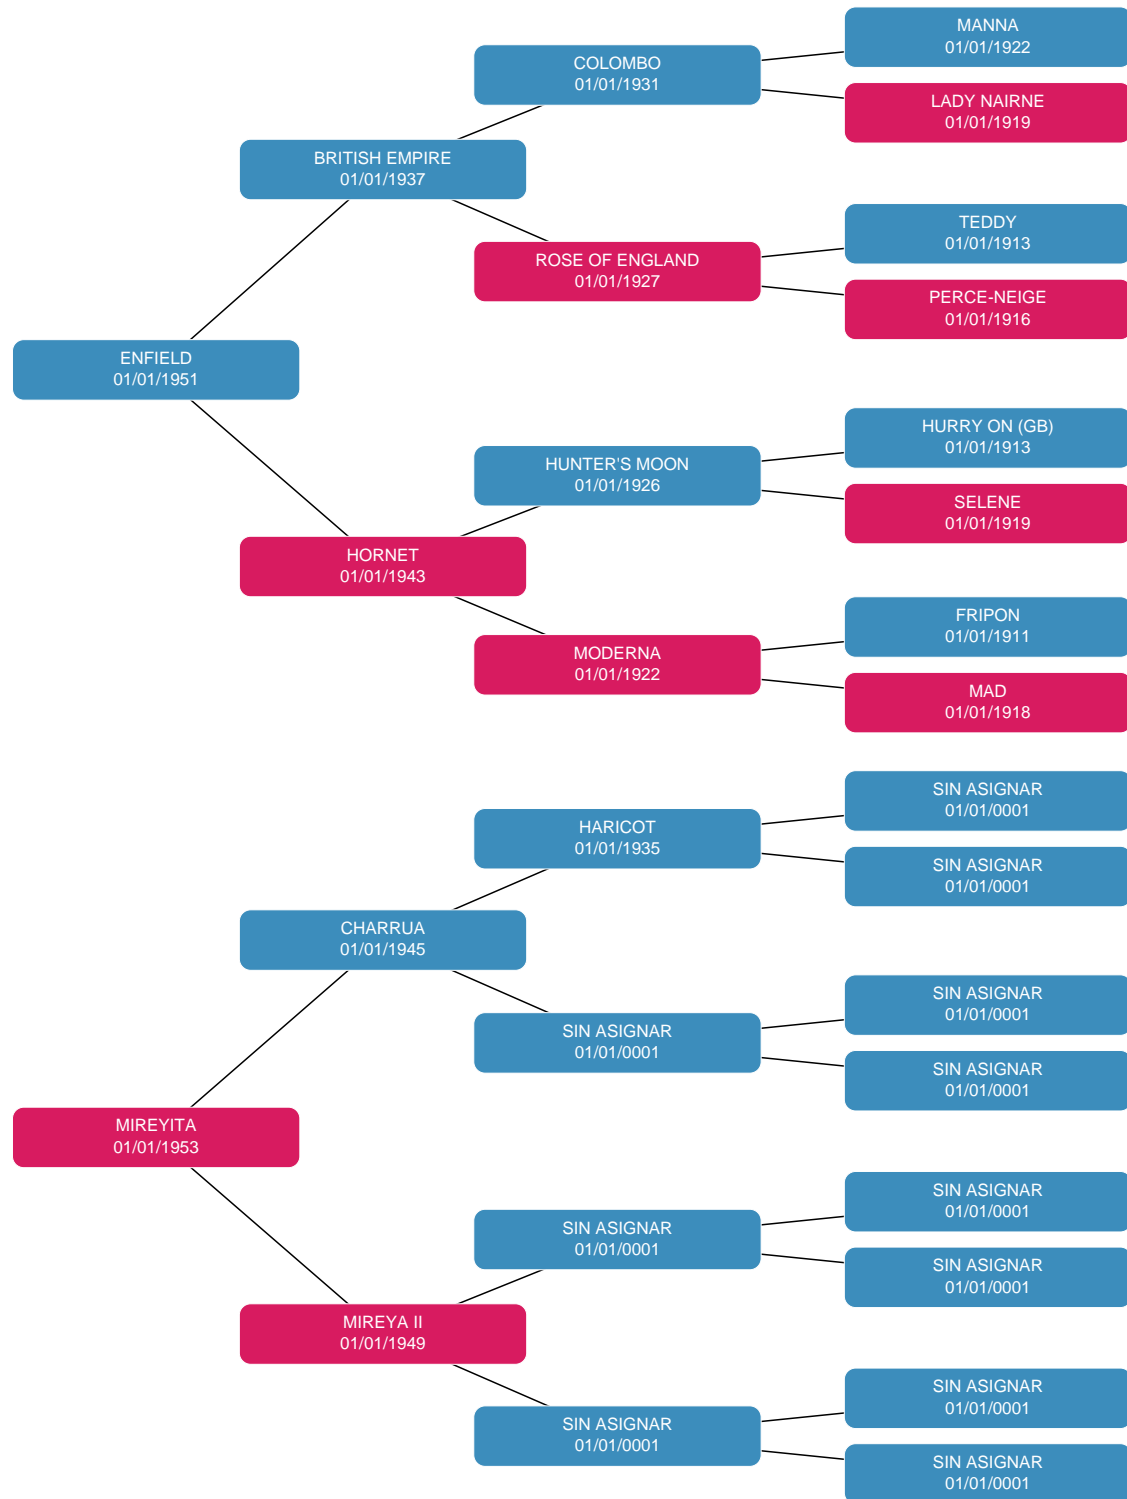 MANNA
01/01/1922
COLOMBO
01/01/1931
LADY NAIRNE
01/01/1919
BRITISH EMPIRE
01/01/1937
TEDDY
01/01/1913
ROSE OF ENGLAND
01/01/1927
PERCE-NEIGE
01/01/1916
ENFIELD
01/01/1951
HURRY ON (GB)
01/01/1913
HUNTER'S MOON
01/01/1926
SELENE
01/01/1919
HORNET
01/01/1943
FRIPON
01/01/1911
MODERNA
01/01/1922
MAD
01/01/1918
SIN ASIGNAR
01/01/0001
HARICOT
01/01/1935
SIN ASIGNAR
01/01/0001
CHARRUA
01/01/1945
SIN ASIGNAR
01/01/0001
SIN ASIGNAR
01/01/0001
SIN ASIGNAR
01/01/0001
MIREYITA
01/01/1953
SIN ASIGNAR
01/01/0001
SIN ASIGNAR
01/01/0001
SIN ASIGNAR
01/01/0001
MIREYA II
01/01/1949
SIN ASIGNAR
01/01/0001
SIN ASIGNAR
01/01/0001
SIN ASIGNAR
01/01/0001